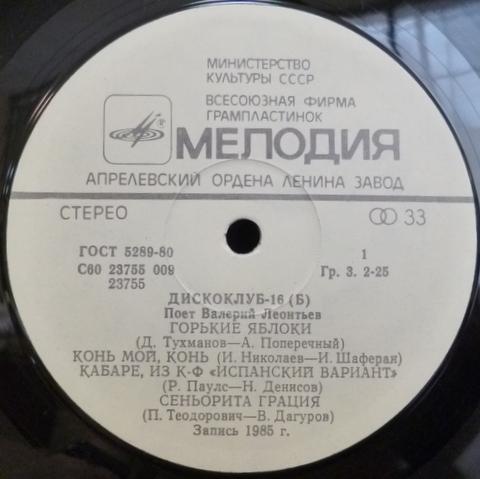 МИНИСТЕРСТВО
КУЛЬТУРЫ СССР
ВСЕСОЮЗНАЯ ФИРМА
ГРАМПЛАСТИНОК
МЕЛОДИЯ
АПРЕЛЕВСКИЙ ОРДЕНА ЛЕНИНА ЗАВОД
СТЕРЕО 33
ГОСТ 5289-80 1
С60 23755 009 Гр. 3. 2-25
23755
ДИСКОКЛУБ-16 (Б)
Поет Валерий Леонтьев
ГОРЬКИЕ ЯБЛОКИ
(Д. Тухманов—А. Поперечный)
КОНЬ МОЙ, КОНЬ (И. Николаев—И. Шаферан)
КАБАРЕ, ИЗ К-Ф «ИСПАНСКИЙ ВАРИАНТ»
(Р. Паулс—Н. Денисов)
СЕНЬОРИТА ГРАЦИЯ
(П. Теодорович—В. Дагуров)
Запись 1985 г.